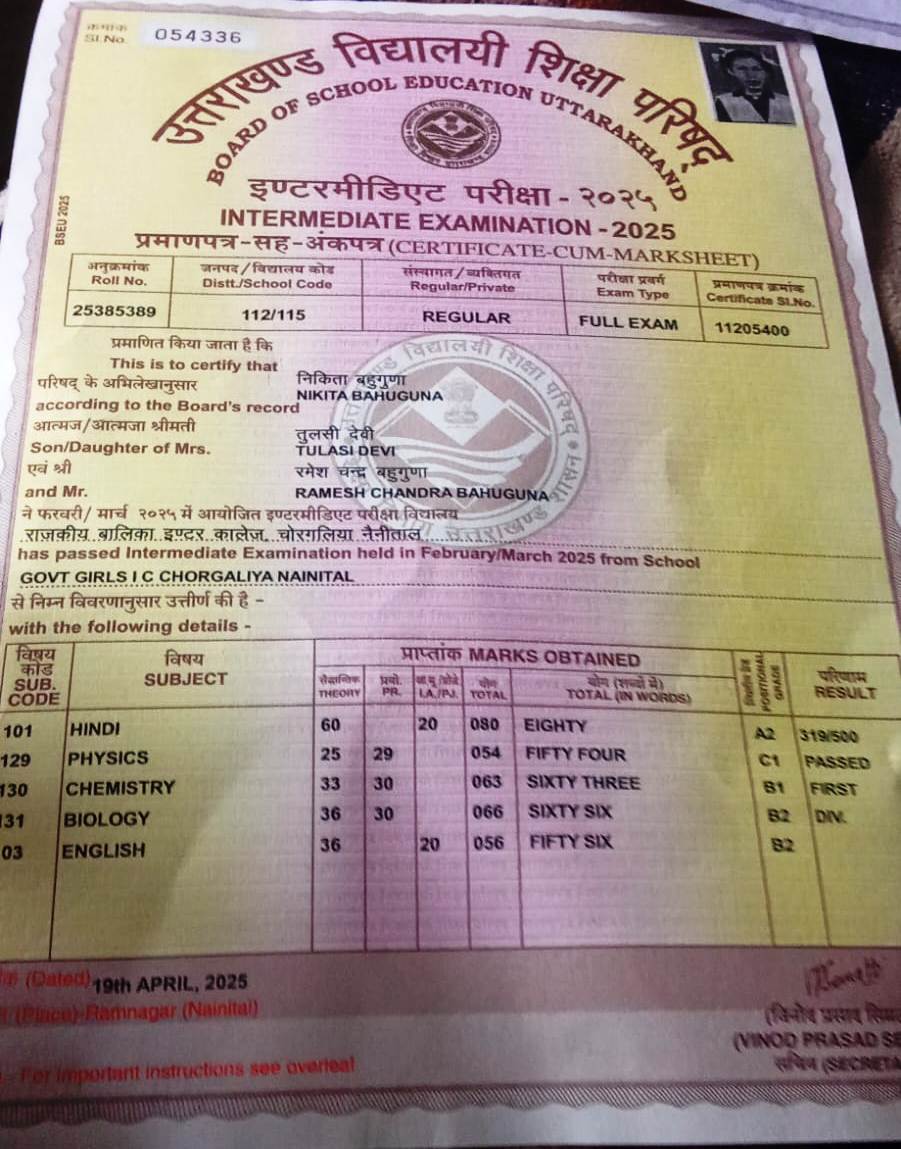 क्रमांक
Sl.No. 054336
उत्तराखण्ड विद्यालयी शिक्षा परिषद्
BOARD OF SCHOOL EDUCATION UTTARAKHAND
इण्टरमीडिएट परीक्षा - २०२५
INTERMEDIATE EXAMINATION - 2025
प्रमाणपत्र-सह-अंकपत्र (CERTIFICATE-CUM-MARKSHEET)
BSEU 2025
अनुक्रमांक जनपद/विद्यालय कोड संस्थागत/व्यक्तिगत परीक्षा प्रवर्ग प्रमाणपत्र क्रमांक
Roll No. Distt./School Code Regular/Private Exam Type Certificate Sl.No.
25385389 112/115 REGULAR FULL EXAM 11205400
प्रमाणित किया जाता है कि
This is to certify that
परिषद् के अभिलेखानुसार निकिता बहुगुणा
according to the Board's record NIKITA BAHUGUNA
आत्मज/आत्मजा श्रीमती तुलसी देवी
Son/Daughter of Mrs. TULASI DEVI
एवं श्री रमेश चन्द्र बहुगुणा
and Mr. RAMESH CHANDRA BAHUGUNA
ने फरवरी/ मार्च २०२५ में आयोजित इण्टरमीडिएट परीक्षा विद्यालय
राजकीय बालिका इण्टर कालेज चोरगलिया नैनीताल
has passed Intermediate Examination held in February/March 2025 from School
GOVT GIRLS I C CHORGALIYA NAINITAL
से निम्न विवरणानुसार उत्तीर्ण की है -
with the following details -
विषय कोड विषय प्राप्तांक MARKS OBTAINED परिणाम
SUB. CODE SUBJECT सैद्धान्तिक THEORY प्रयो. PR. I.A./PJ. योग TOTAL योग (शब्दों में) TOTAL (IN WORDS) POSITIONAL GRADE RESULT
101 HINDI 60 20 080 EIGHTY A2 319/500
129 PHYSICS 25 29 054 FIFTY FOUR C1 PASSED
130 CHEMISTRY 33 30 063 SIXTY THREE B1 FIRST
131 BIOLOGY 36 30 066 SIXTY SIX B2 DIV.
03 ENGLISH 36 20 056 FIFTY SIX B2
(Dated) 19th APRIL, 2025
(Place)-Ramnagar (Nainital)
(विनोद प्रसाद
(VINOD PRASAD SE
सचिव (SECRETA
- For important instructions see overleaf